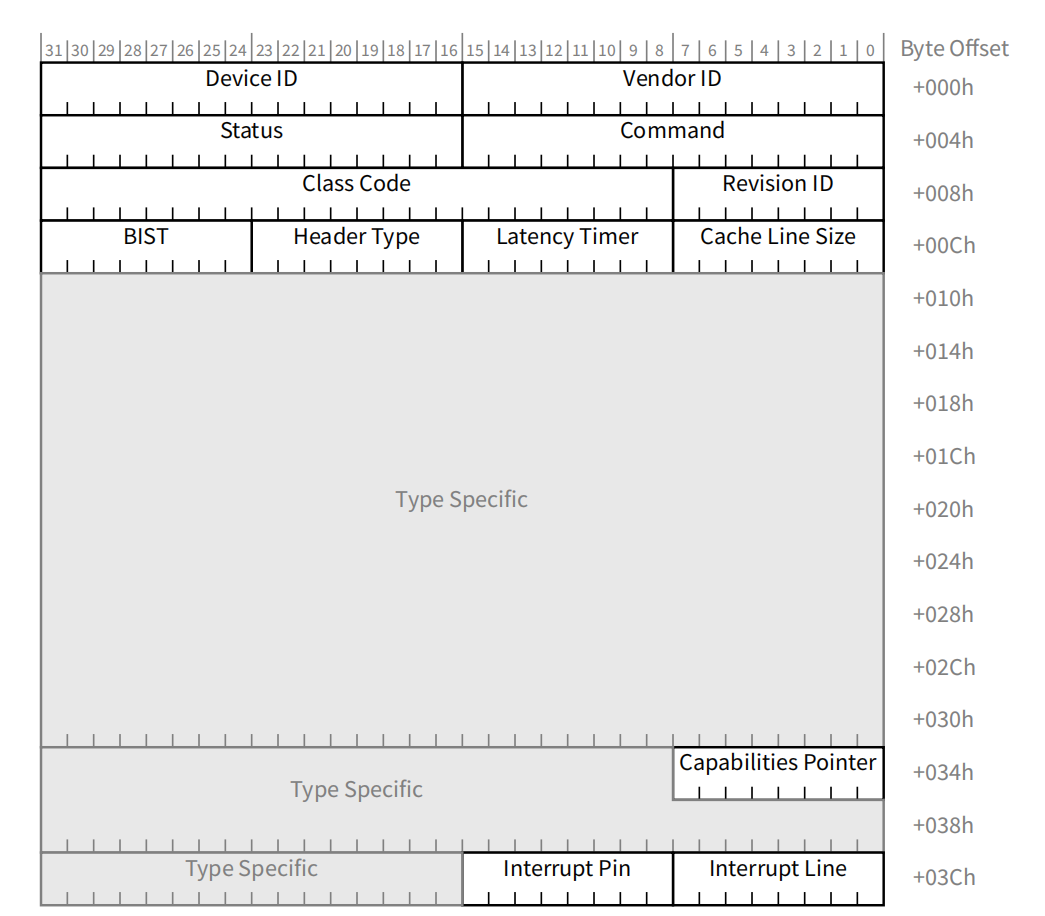 31 30 29 28 27 26 25 24 23 22 21 20 19 18 17 16 15 14 13 12 11 10 9 8 7 6 5 4 3 2 1 0 Byte Offset
Device ID Vendor ID +000h
Status Command +004h
Class Code Revision ID +008h
BIST Header Type Latency Timer Cache Line Size +00Ch
+010h
+014h
+018h
+01Ch
Type Specific +020h
+024h
+028h
+02Ch
+030h
Capabilities Pointer +034h
Type Specific
+038h
Type Specific Interrupt Pin Interrupt Line +03Ch